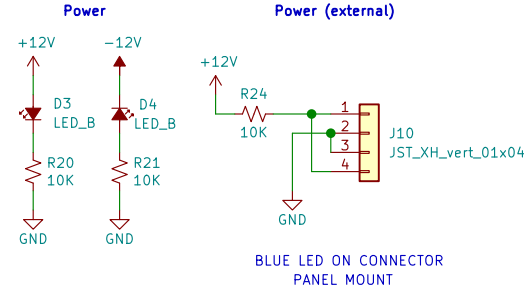 Power
Power (external)
+12V
-12V
+12V
D3
LED_B
D4
LED_B
R24
10K
1
2
3
4
J10
JST_XH_vert_01x04
R20
10K
R21
10K
GND
GND
GND
BLUE LED ON CONNECTOR
PANEL MOUNT